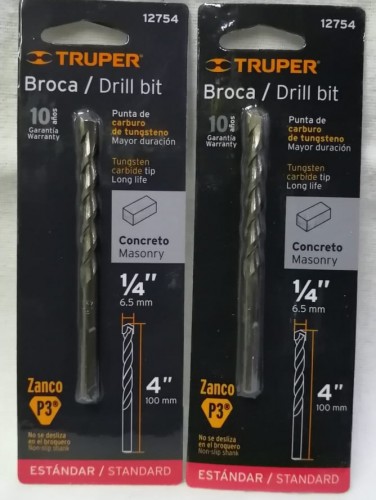 12754
TRUPER
Broca / Drill bit
10 años
Garantía
Warranty
Punta de
carburo
de tungsteno
Mayor duración
Tungsten
carbide tip
Long life
Concreto
Masonry
1/4"
6.5 mm
Zanco
P3®
No se desliza
en el broquero
Non-slip shank
4"
100 mm
ESTÁNDAR / STANDARD
12754
TRUPER
Broca / Drill bit
10 años
Garantía
Warranty
Punta de
carburo
de tungsteno
Mayor duración
Tungsten
carbide tip
Long life
Concreto
Masonry
1/4"
6.5 mm
Zanco
P3®
No se desliza
en el broquero
Non-slip shank
4"
100 mm
ESTÁNDAR / STANDARD